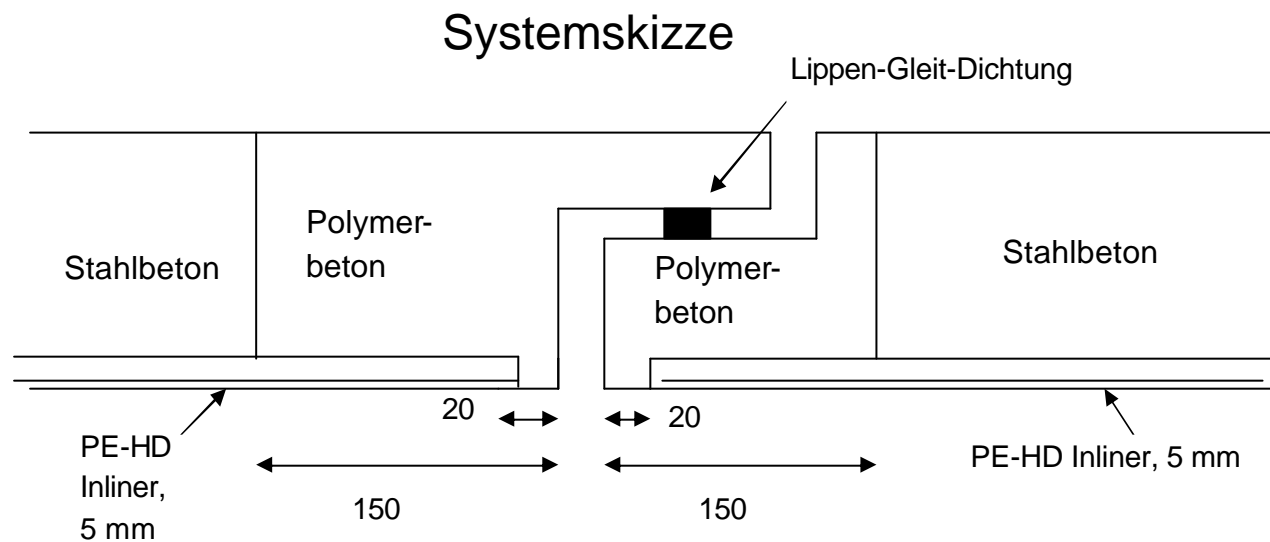 Systemskizze
Lippen-Gleit-Dichtung
Stahlbeton
Polymer-
beton
Polymer-
beton
Stahlbeton
20
20
PE-HD
Inliner,
5 mm
PE-HD Inliner, 5 mm
150
150